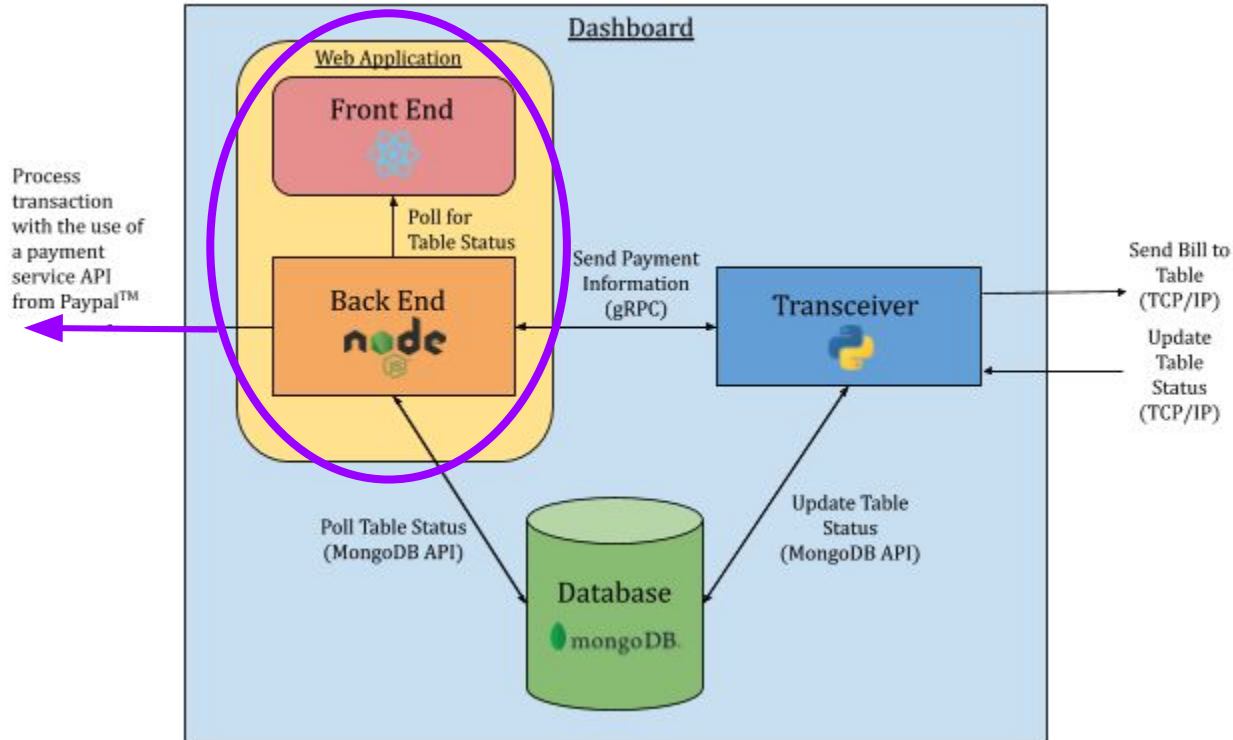 Dashboard
Web Application
Front End
Process
transaction
with the use of
a payment
service API
from Paypal™
Poll for
Table Status
Back End
node
JS
Send Payment
Information
(gRPC)
Transceiver
Send Bill to
Table
(TCP/IP)
Update
Table
Status
(TCP/IP)
Poll Table Status
(MongoDB API)
Update Table
Status
(MongoDB API)
Database
mongoDB.